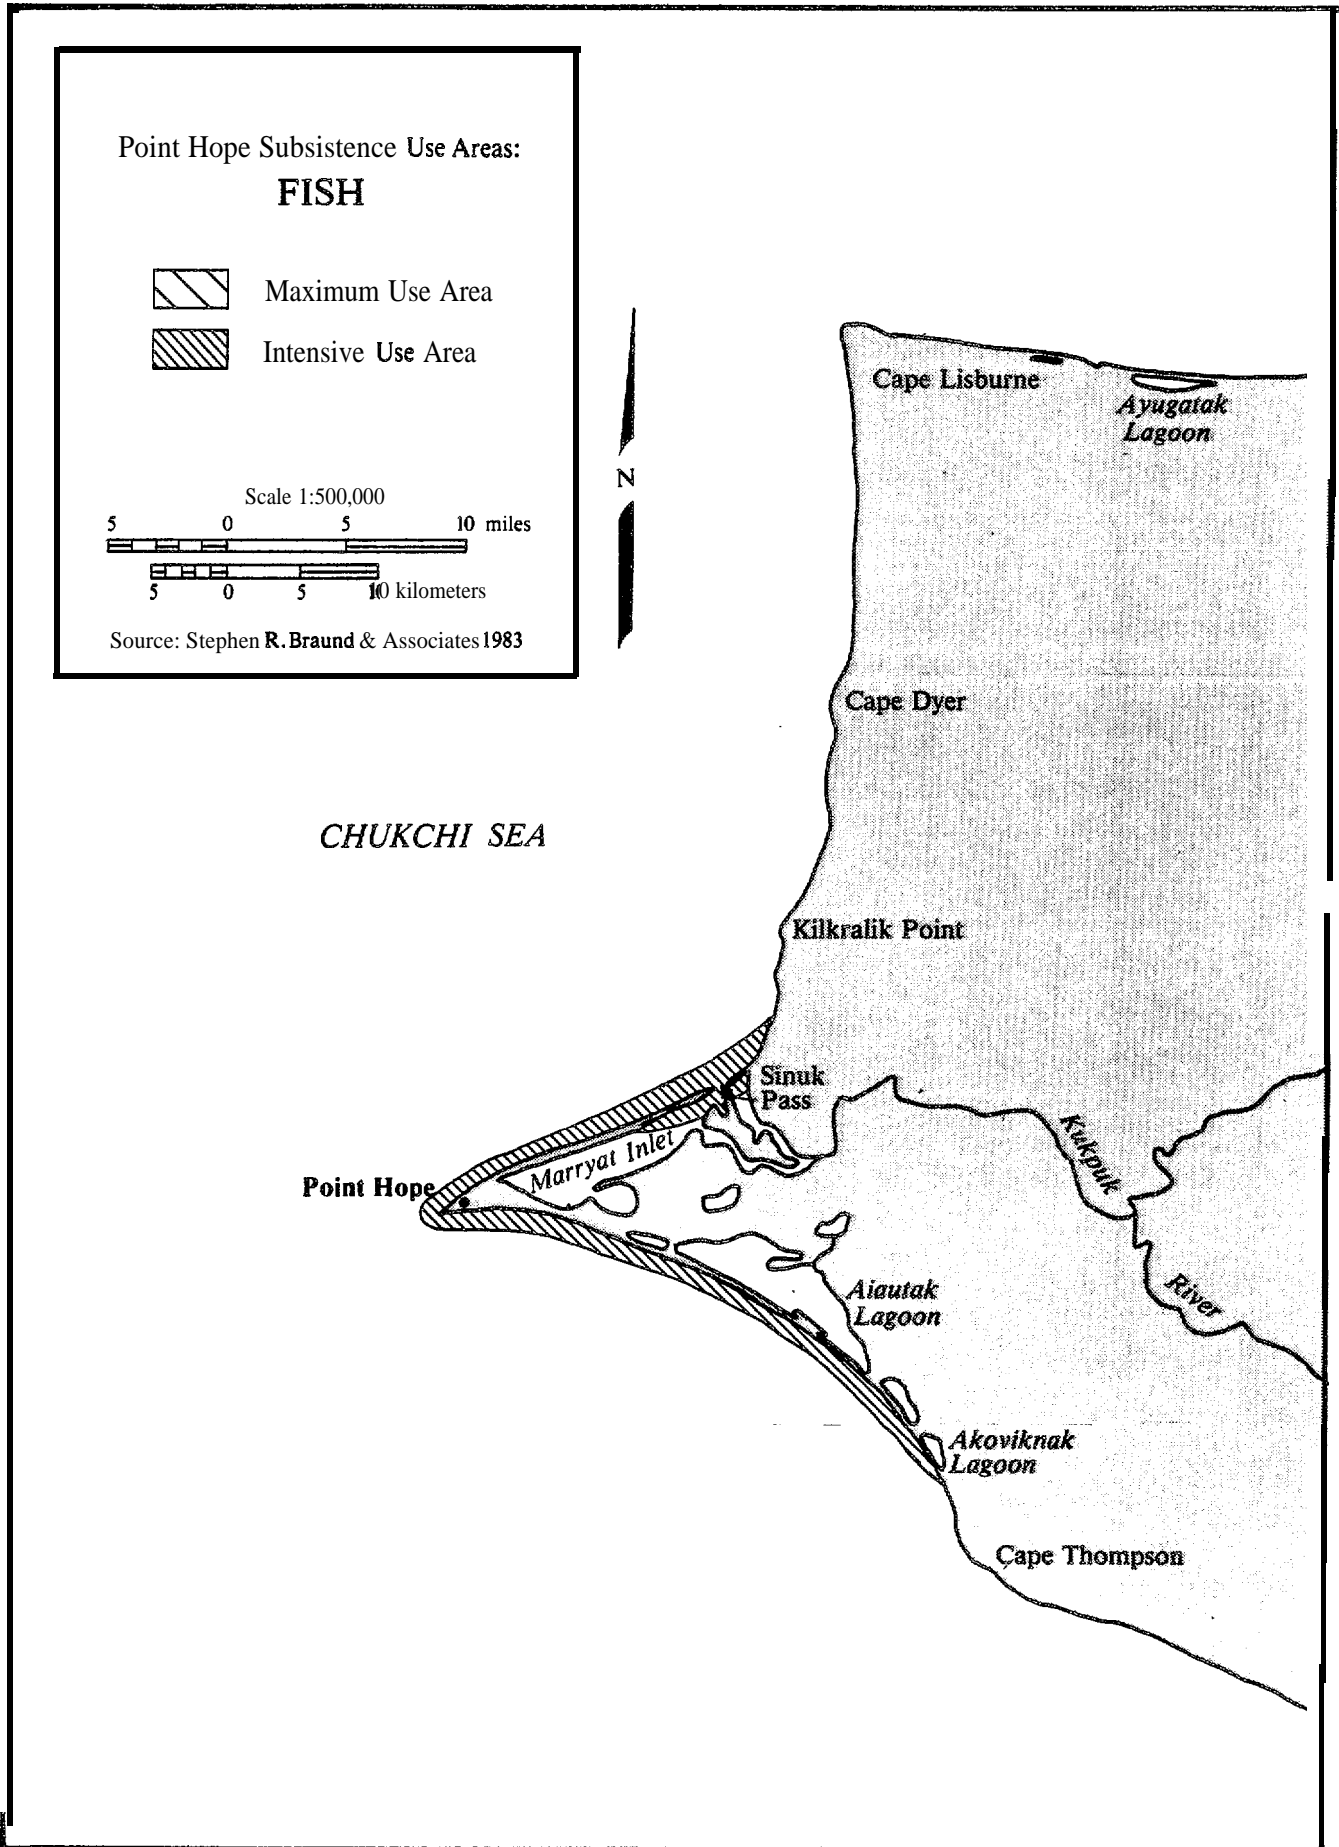 Point Hope Subsistence Use Areas:
FISH
Maximum Use Area
Intensive Use Area
Scale 1:500,000
5 0 5 10 miles
5 0 5 10 kilometers
Source: Stephen R. Braund & Associates 1983
N
Cape Lisburne
Ayugatak
Lagoon
Cape Dyer
CHUKCHI SEA
Kilkralik Point
Sinuk
Pass
Marryat Inlet
Point Hope
Kukpuk
River
Aiautak
Lagoon
Akoviknak
Lagoon
Cape Thompson